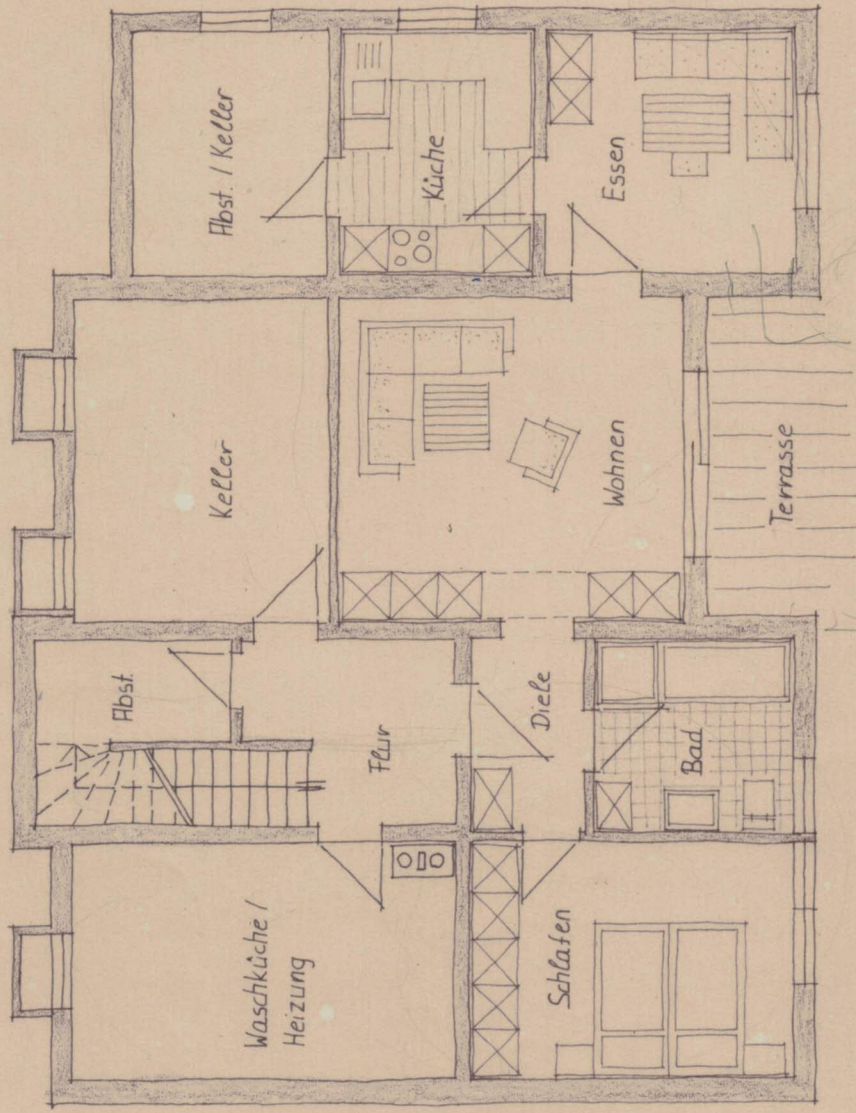 Waschküche /
Heizung
Abst.
Keller
Abst. / Keller
Flur
Küche
Schlafen
Diele
Wohnen
Essen
Bad
Terrasse